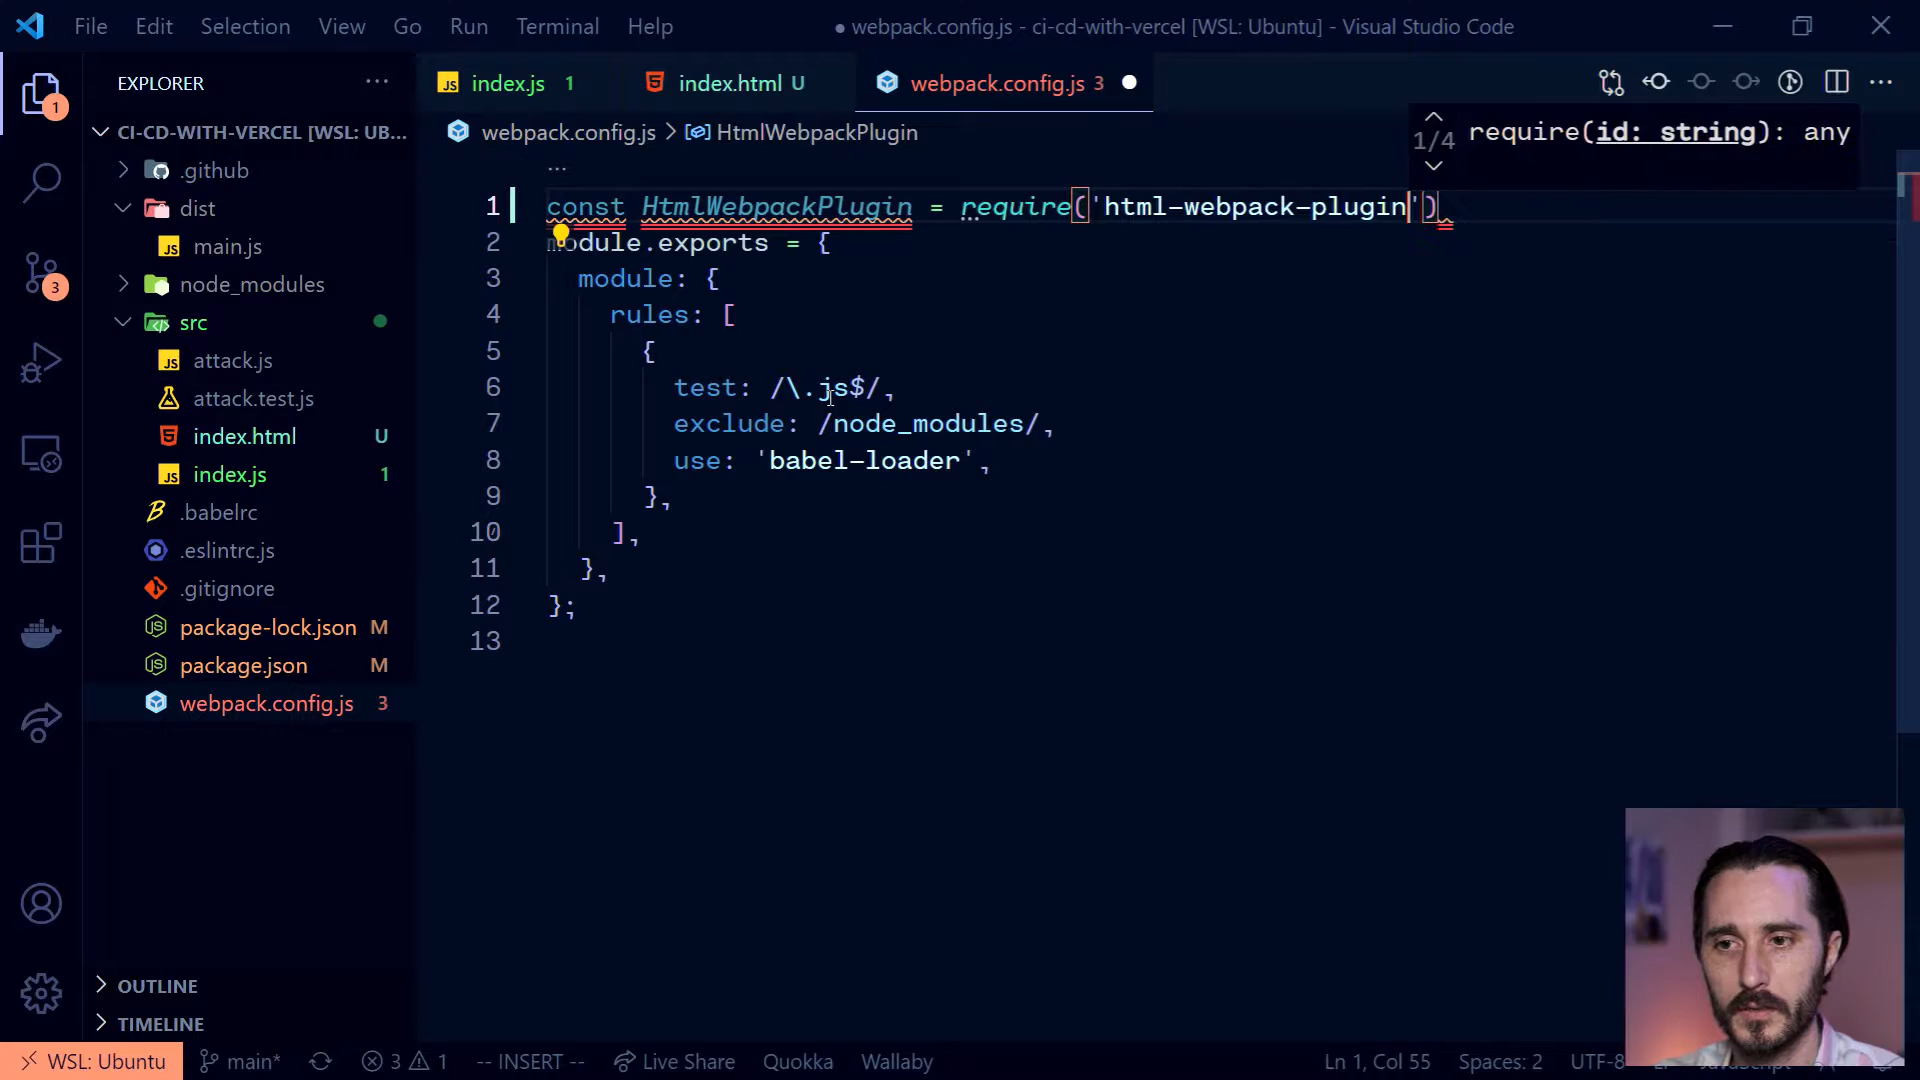 File Edit Selection View Go Run Terminal Help
● webpack.config.js - ci-cd-with-vercel [WSL: Ubuntu] - Visual Studio Code
EXPLORER ...
index.js 1 index.html U webpack.config.js 3
CI-CD-WITH-VERCEL [WSL: UB...
webpack.config.js > HtmlWebpackPlugin
1/4 require(id: string): any
.github
dist
main.js
node_modules
src
attack.js
attack.test.js
index.html U
index.js 1
.babelrc
.eslintrc.js
.gitignore
package-lock.json M
package.json M
webpack.config.js 3
1
3
...
1 const HtmlWebpackPlugin = require('html-webpack-plugin')
2 module.exports = {
3 module: {
4 rules: [
5 {
6 test: /\.js$/,
7 exclude: /node_modules/,
8 use: 'babel-loader',
9 },
10 ],
11 },
12 };
13
OUTLINE
TIMELINE
WSL: Ubuntu main* 3 1 -- INSERT -- Live Share Quokka Wallaby Ln 1, Col 55 Spaces: 2 UTF-8